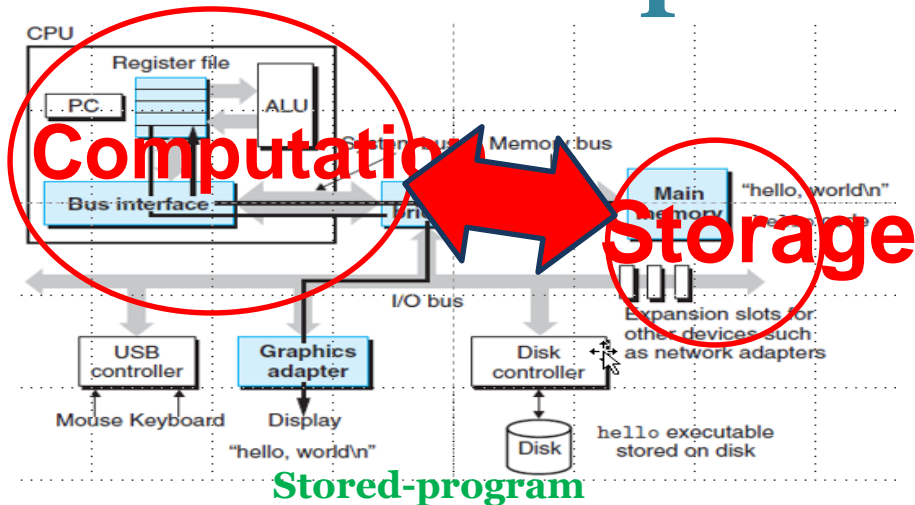 CPU
Register file
PC
ALU
Computatio
Memory bus
Bus interface
Main
memory
"hello, world\n"
Storage
I/O bus
Expansion slots for
other devices such
as network adapters
USB
controller
Graphics
adapter
Disk
controller
Mouse Keyboard
Display
Disk
hello executable
stored on disk
"hello, world\n"
Stored-program